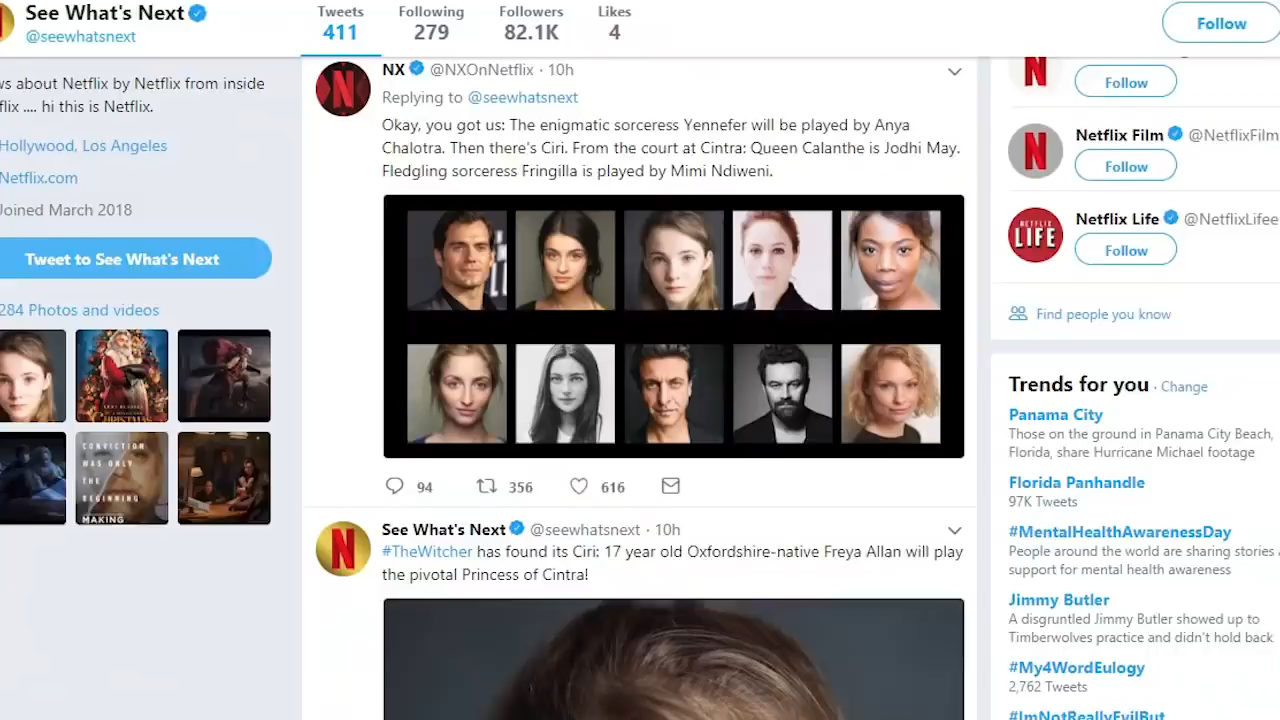 See What's Next
@seewhatsnext
Tweets
411
Following
279
Followers
82.1K
Likes
4
Follow
ws about Netflix by Netflix from inside
flix .... hi this is Netflix.
Hollywood, Los Angeles
Netflix.com
Joined March 2018
Tweet to See What's Next
284 Photos and videos
CHRISTMAS
CONVICTION
WAS ONLY
THE
BEGINNING
MAKING
NX @NXOnNetflix · 10h
Replying to @seewhatsnext
Okay, you got us: The enigmatic sorceress Yennefer will be played by Anya
Chalotra. Then there's Ciri. From the court at Cintra: Queen Calanthe is Jodhi May.
Fledgling sorceress Fringilla is played by Mimi Ndiweni.
94 356 616
See What's Next @seewhatsnext · 10h
#TheWitcher has found its Ciri: 17 year old Oxfordshire-native Freya Allan will play
the pivotal Princess of Cintra!
N
Follow
N
Netflix Film @NetflixFilm
Follow
NETFLIX
LIFE
Netflix Life @NetflixLifee
Follow
Find people you know
Trends for you · Change
Panama City
Those on the ground in Panama City Beach,
Florida, share Hurricane Michael footage
Florida Panhandle
97K Tweets
#MentalHealthAwarenessDay
People around the world are sharing stories
support for mental health awareness
Jimmy Butler
A disgruntled Jimmy Butler showed up to
Timberwolves practice and didn't hold back
#My4WordEulogy
2,762 Tweets
#ImNotReallyEvilBut